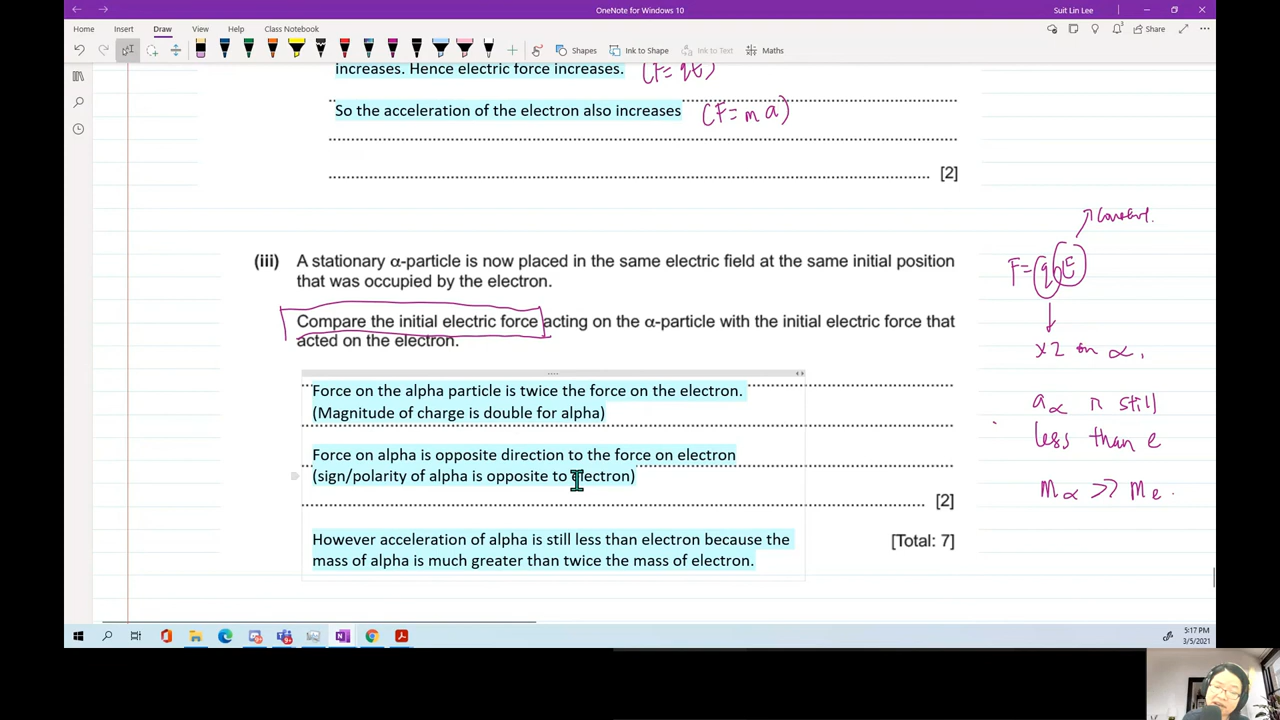 OneNote for Windows 10
Suit Lin Lee
Home Insert Draw View Help Class Notebook
Share
Shapes Ink to Shape Ink to Text Maths
increases. Hence electric force increases. (F = qE)
So the acceleration of the electron also increases (F = m a)
[2]
(iii) A stationary α-particle is now placed in the same electric field at the same initial position
that was occupied by the electron.
Compare the initial electric force acting on the α-particle with the initial electric force that
acted on the electron.
Force on the alpha particle is twice the force on the electron.
(Magnitude of charge is double for alpha)
Force on alpha is opposite direction to the force on electron
(sign/polarity of alpha is opposite to electron)
[2]
However acceleration of alpha is still less than electron because the
mass of alpha is much greater than twice the mass of electron.
[Total: 7]
constant.
F = qE
x2 on α,
aα is still
less than e
mα >> me.
5:17 PM
3/5/2021